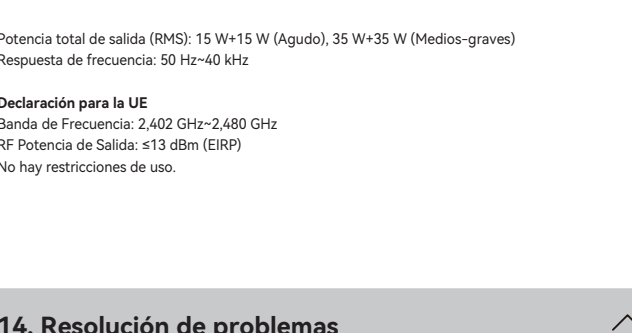 Potencia total de salida (RMS): 15 W+15 W (Agudo), 35 W+35 W (Medios-graves)
Respuesta de frecuencia: 50 Hz~40 kHz
Declaración para la UE
Banda de Frecuencia: 2,402 GHz~2,480 GHz
RF Potencia de Salida: ≤13 dBm (EIRP)
No hay restricciones de uso.
14. Resolución de problemas